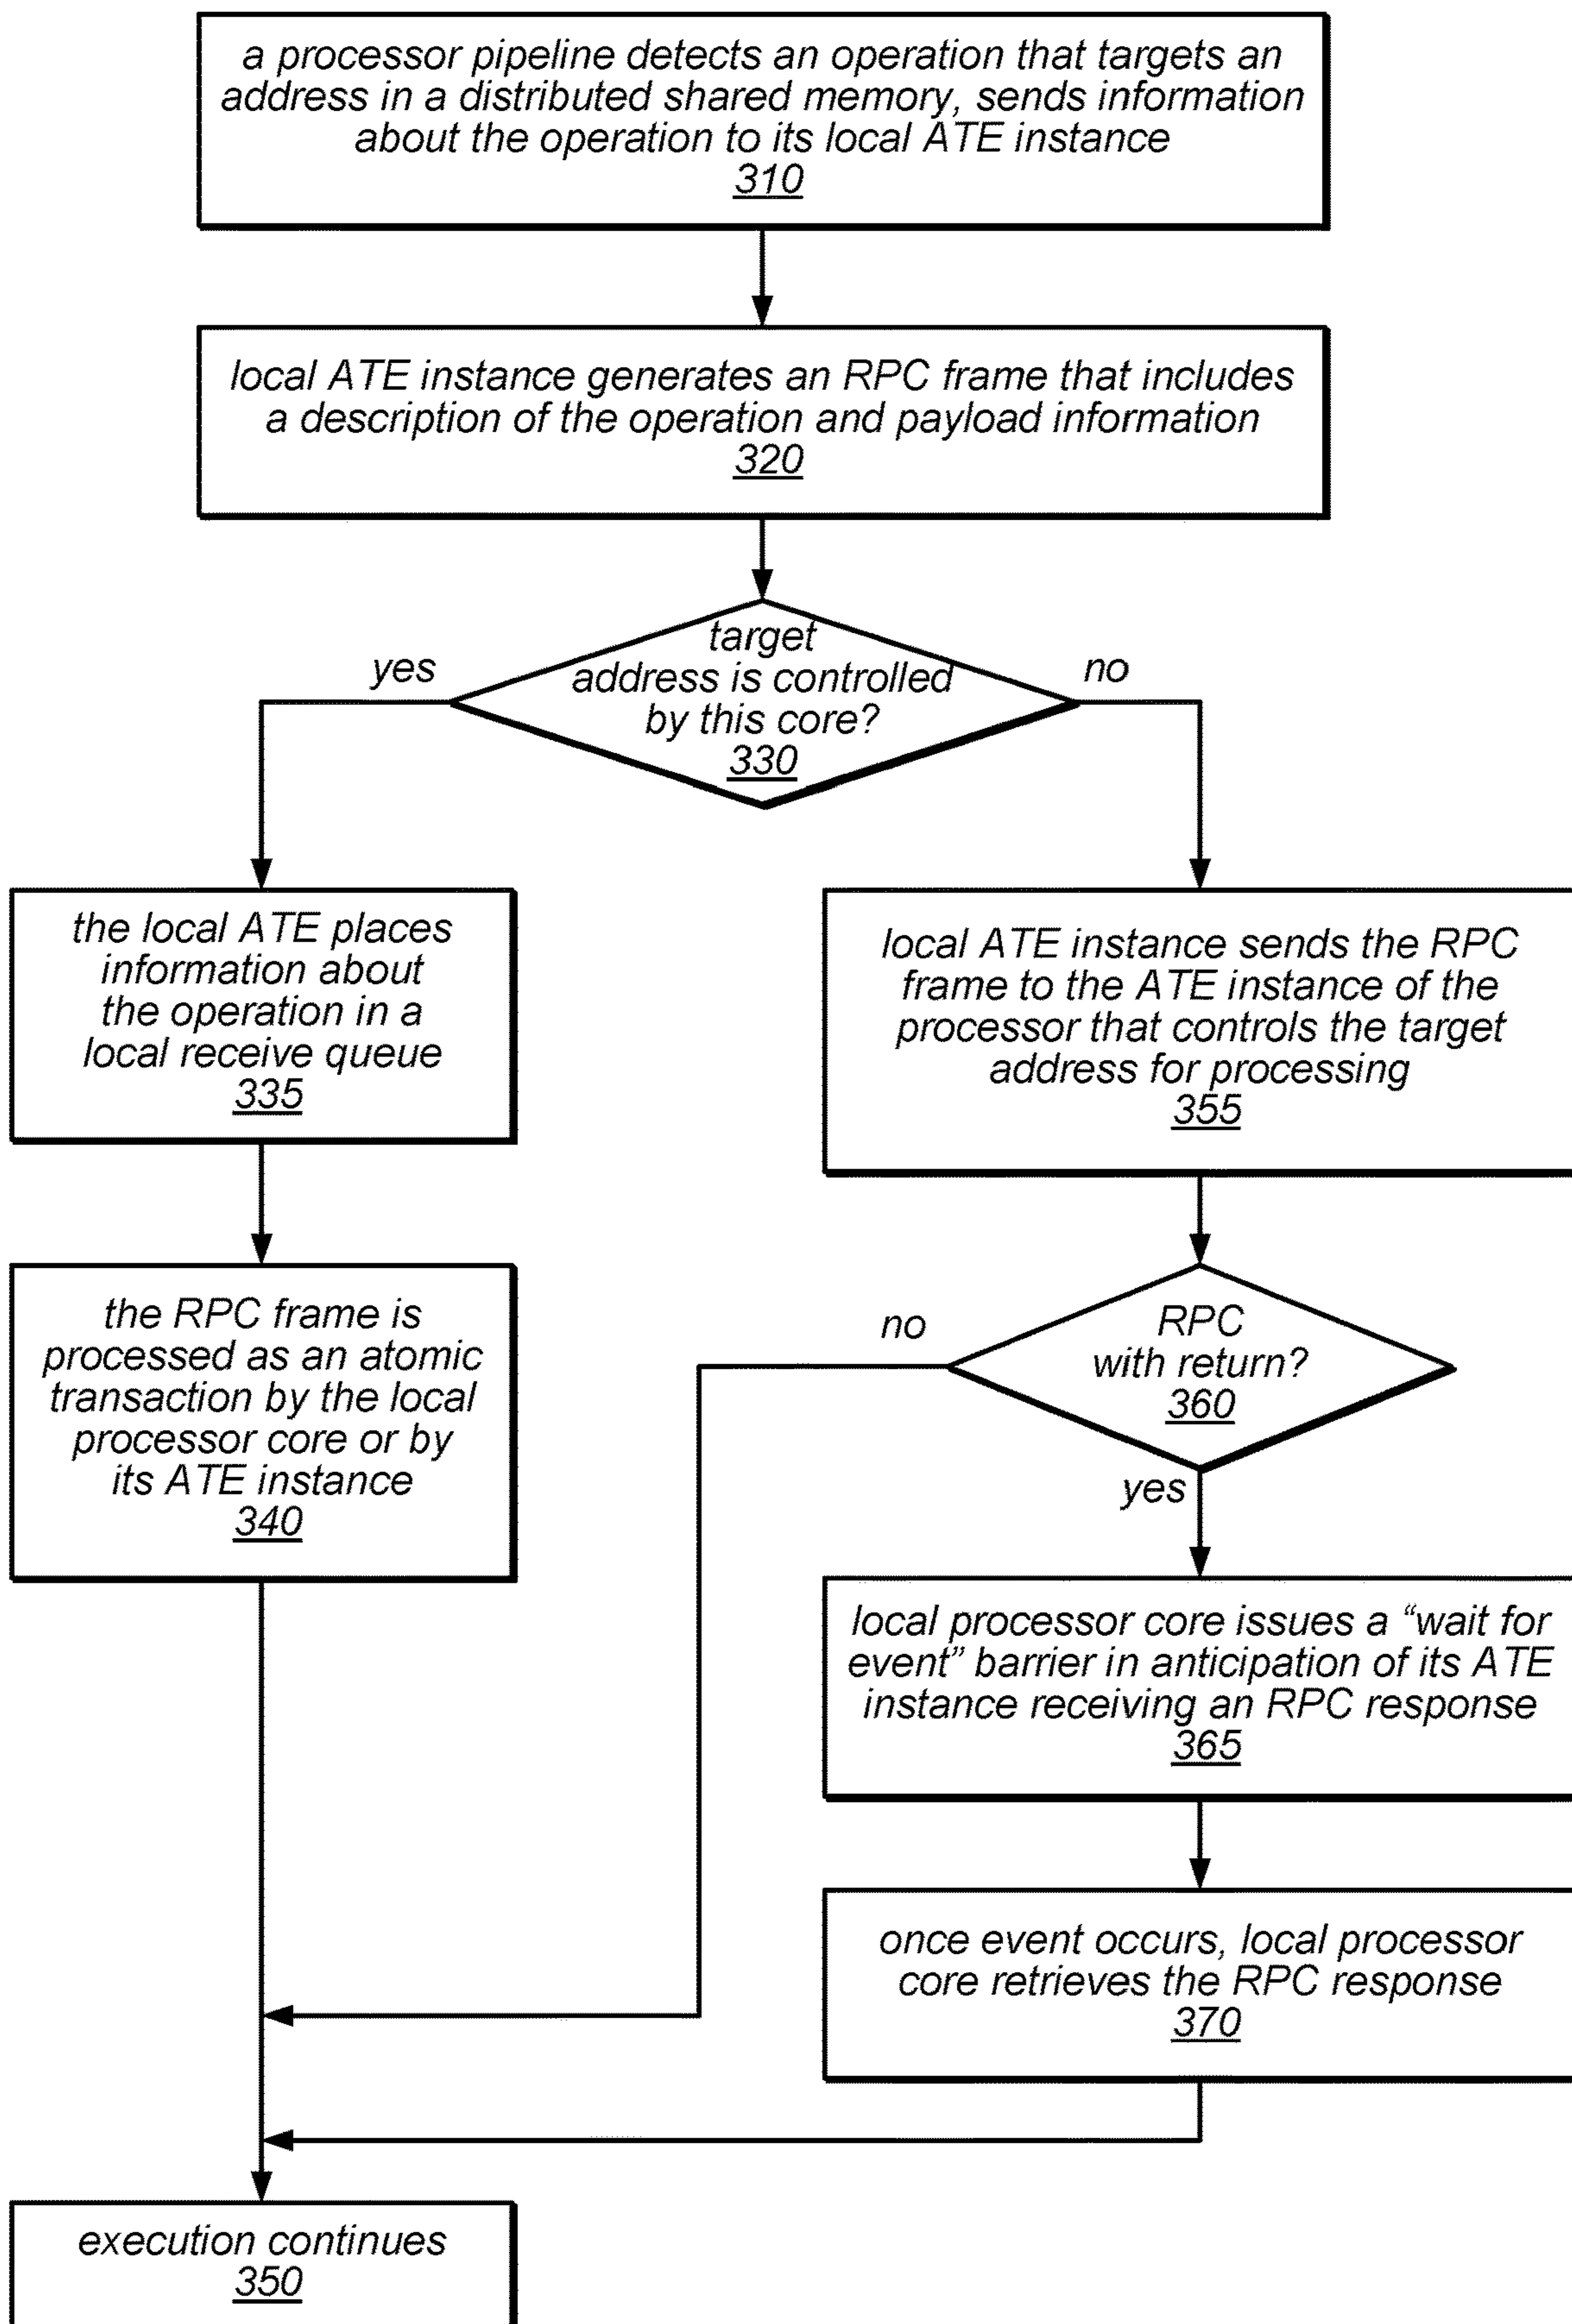 a processor pipeline detects an operation that targets an
address in a distributed shared memory, sends information
about the operation to its local ATE instance
310
local ATE instance generates an RPC frame that includes
a description of the operation and payload information
320
target
address is controlled
by this core?
330
yes
no
the local ATE places
information about
the operation in a
local receive queue
335
local ATE instance sends the RPC
frame to the ATE instance of the
processor that controls the target
address for processing
355
the RPC frame is
processed as an atomic
transaction by the local
processor core or by
its ATE instance
340
RPC
with return?
360
no
yes
local processor core issues a “wait for
event” barrier in anticipation of its ATE
instance receiving an RPC response
365
once event occurs, local processor
core retrieves the RPC response
370
execution continues
350